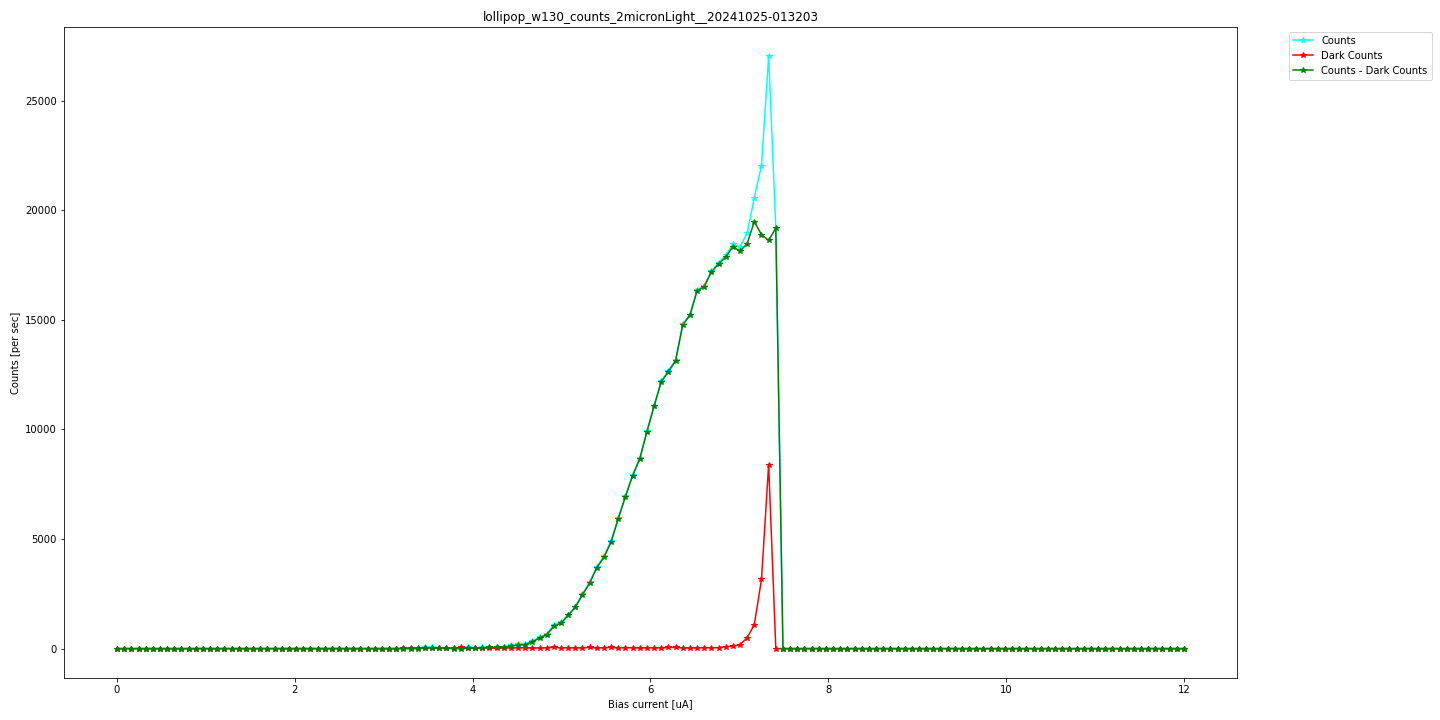 lollipop_w130_counts_2micronLight__20241025-013203
Counts
Dark Counts
Counts - Dark Counts
25000
20000
15000
10000
5000
0
Counts [per sec]
0 2 4 6 8 10 12
Bias current [uA]